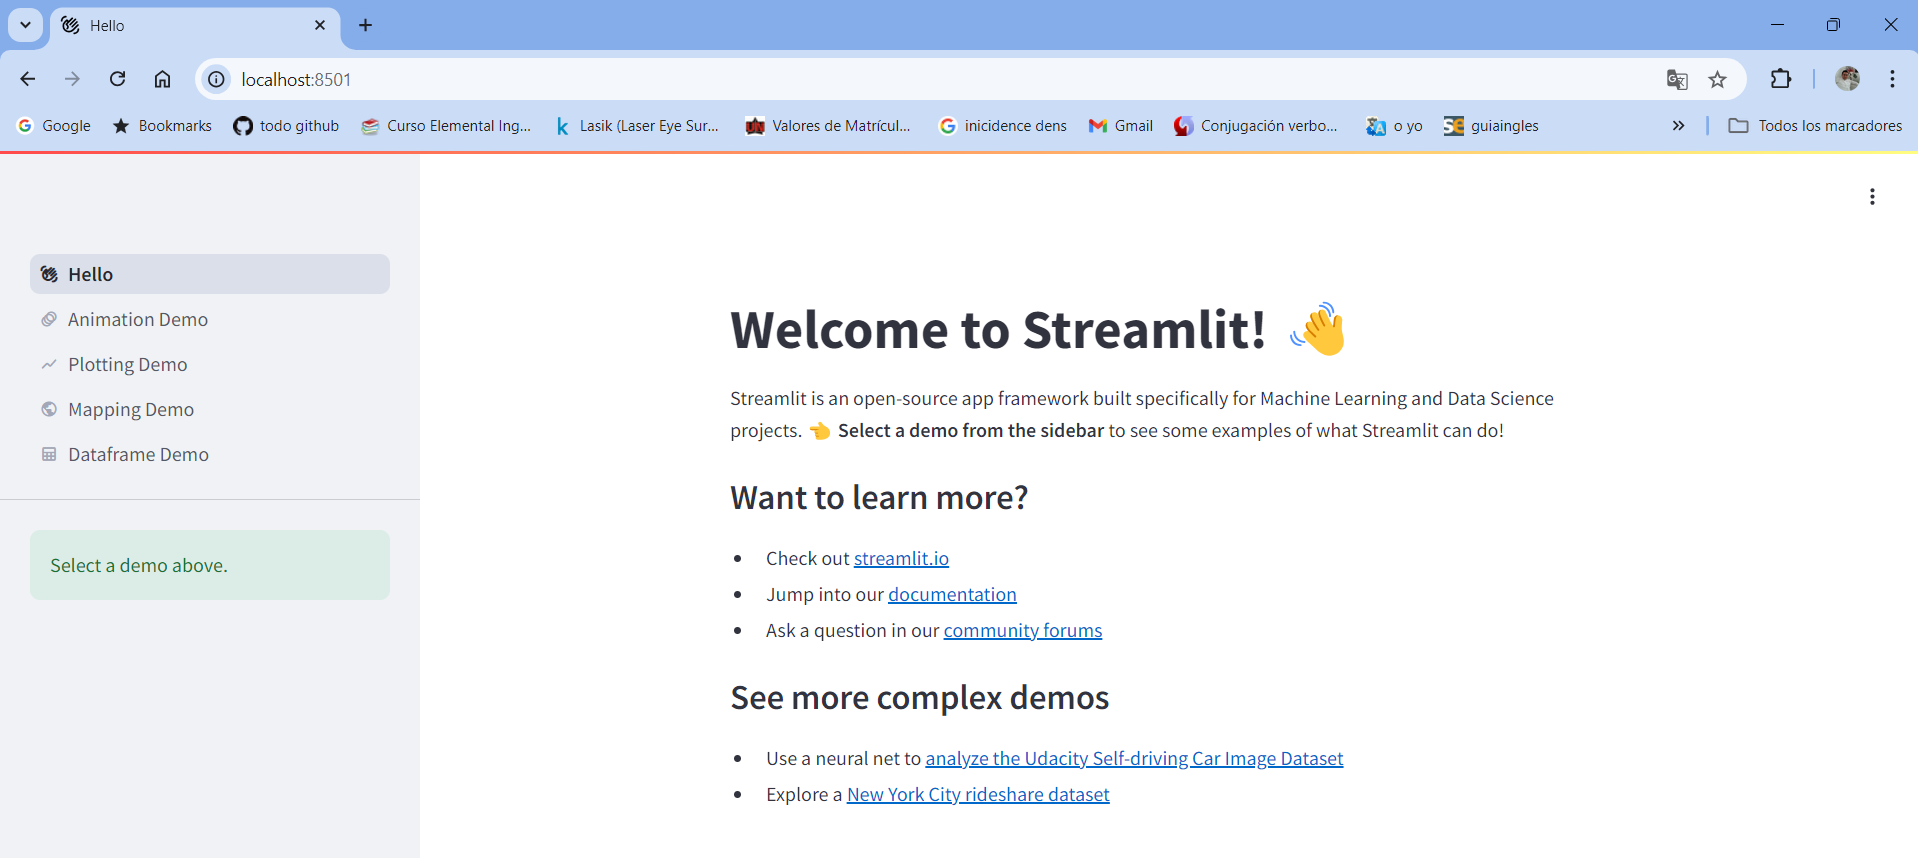 Hello
localhost:8501
Google
Bookmarks
todo github
Curso Elemental Ing...
Lasik (Laser Eye Sur...
Valores de Matrícul...
inicidence dens
Gmail
Conjugación verbo...
o yo
guiaingles
Todos los marcadores
Hello
Animation Demo
Plotting Demo
Mapping Demo
Dataframe Demo
Select a demo above.
Welcome to Streamlit! 👋
Streamlit is an open-source app framework built specifically for Machine Learning and Data Science
projects. 👈 Select a demo from the sidebar to see some examples of what Streamlit can do!
Want to learn more?
• Check out streamlit.io
• Jump into our documentation
• Ask a question in our community forums
See more complex demos
• Use a neural net to analyze the Udacity Self-driving Car Image Dataset
• Explore a New York City rideshare dataset